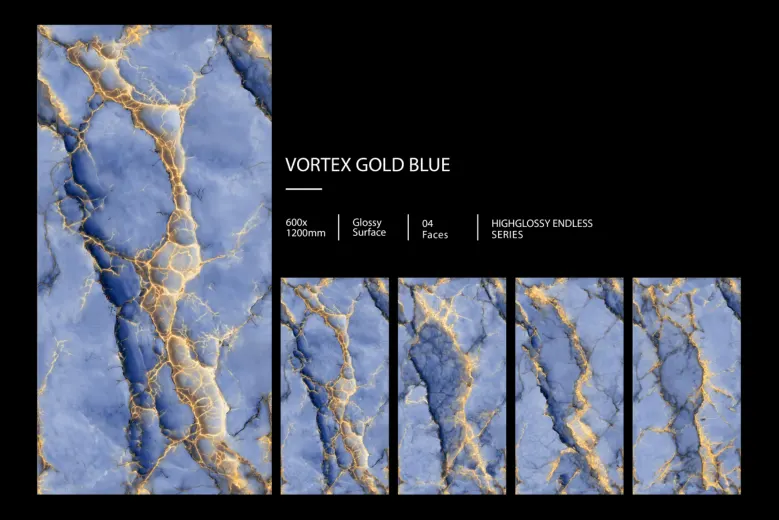 VORTEX GOLD BLUE
600x
1200mm
Glossy
Surface
04
Faces
HIGHGLOSSY ENDLESS
SERIES